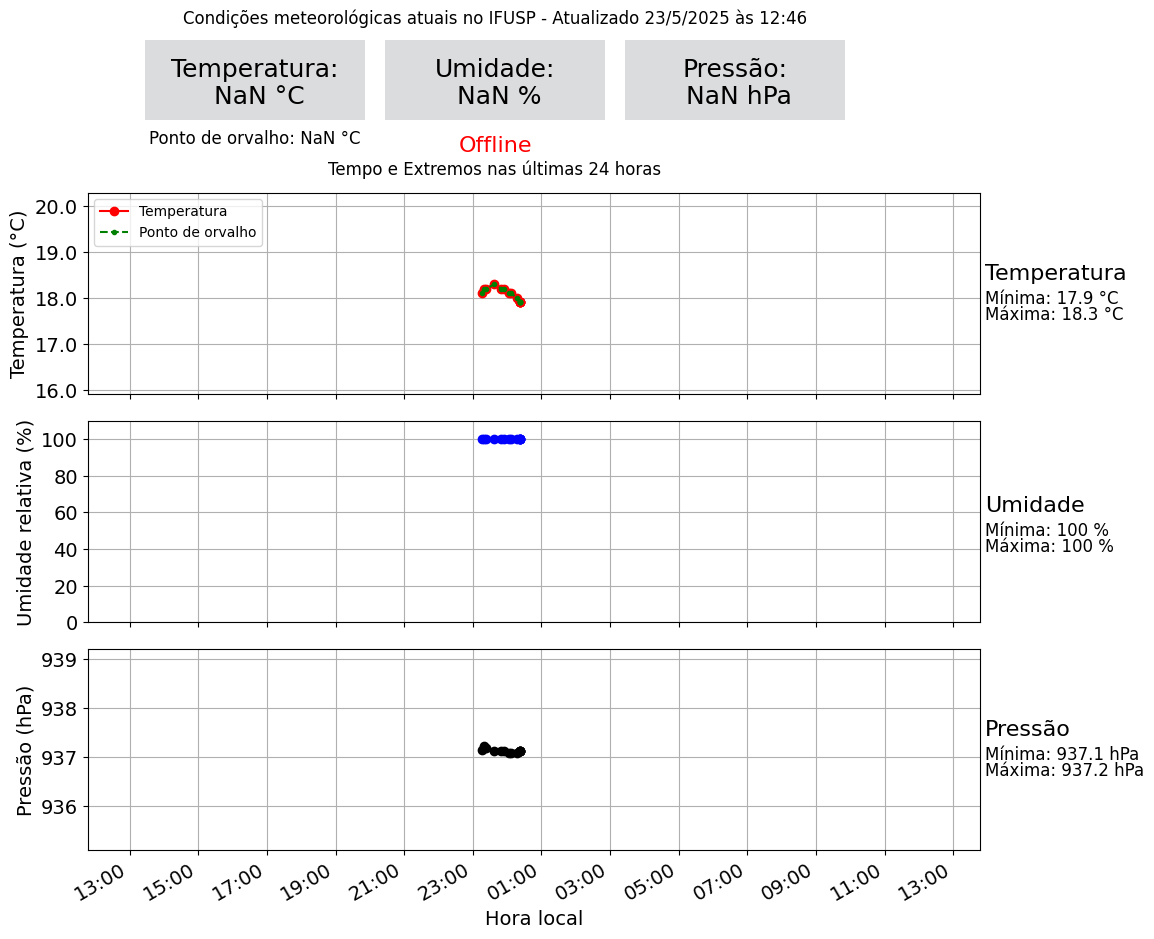 Condições meteorológicas atuais no IFUSP - Atualizado 23/5/2025 às 12:46
Temperatura:
NaN °C
Umidade:
NaN %
Pressão:
NaN hPa
Ponto de orvalho: NaN °C
Offline
Tempo e Extremos nas últimas 24 horas
Temperatura (°C)
20.0
19.0
18.0
17.0
16.0
Temperatura
Ponto de orvalho
Temperatura
Mínima: 17.9 °C
Máxima: 18.3 °C
Umidade relativa (%)
100
80
60
40
20
0
Umidade
Mínima: 100 %
Máxima: 100 %
Pressão (hPa)
939
938
937
936
Pressão
Mínima: 937.1 hPa
Máxima: 937.2 hPa
13:00 15:00 17:00 19:00 21:00 23:00 01:00 03:00 05:00 07:00 09:00 11:00 13:00
Hora local